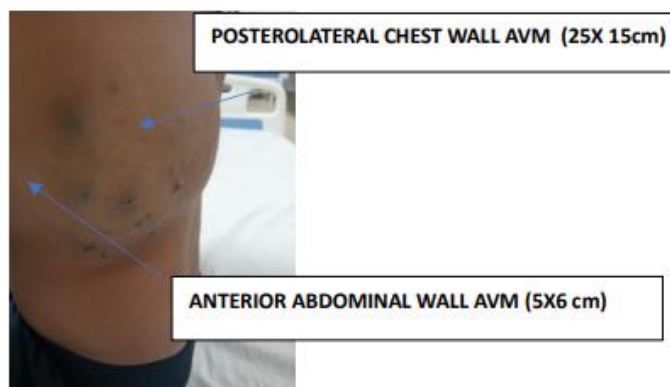 POSTEROLATERAL CHEST WALL AVM (25X 15cm)
ANTERIOR ABDOMINAL WALL AVM (5X6 cm)